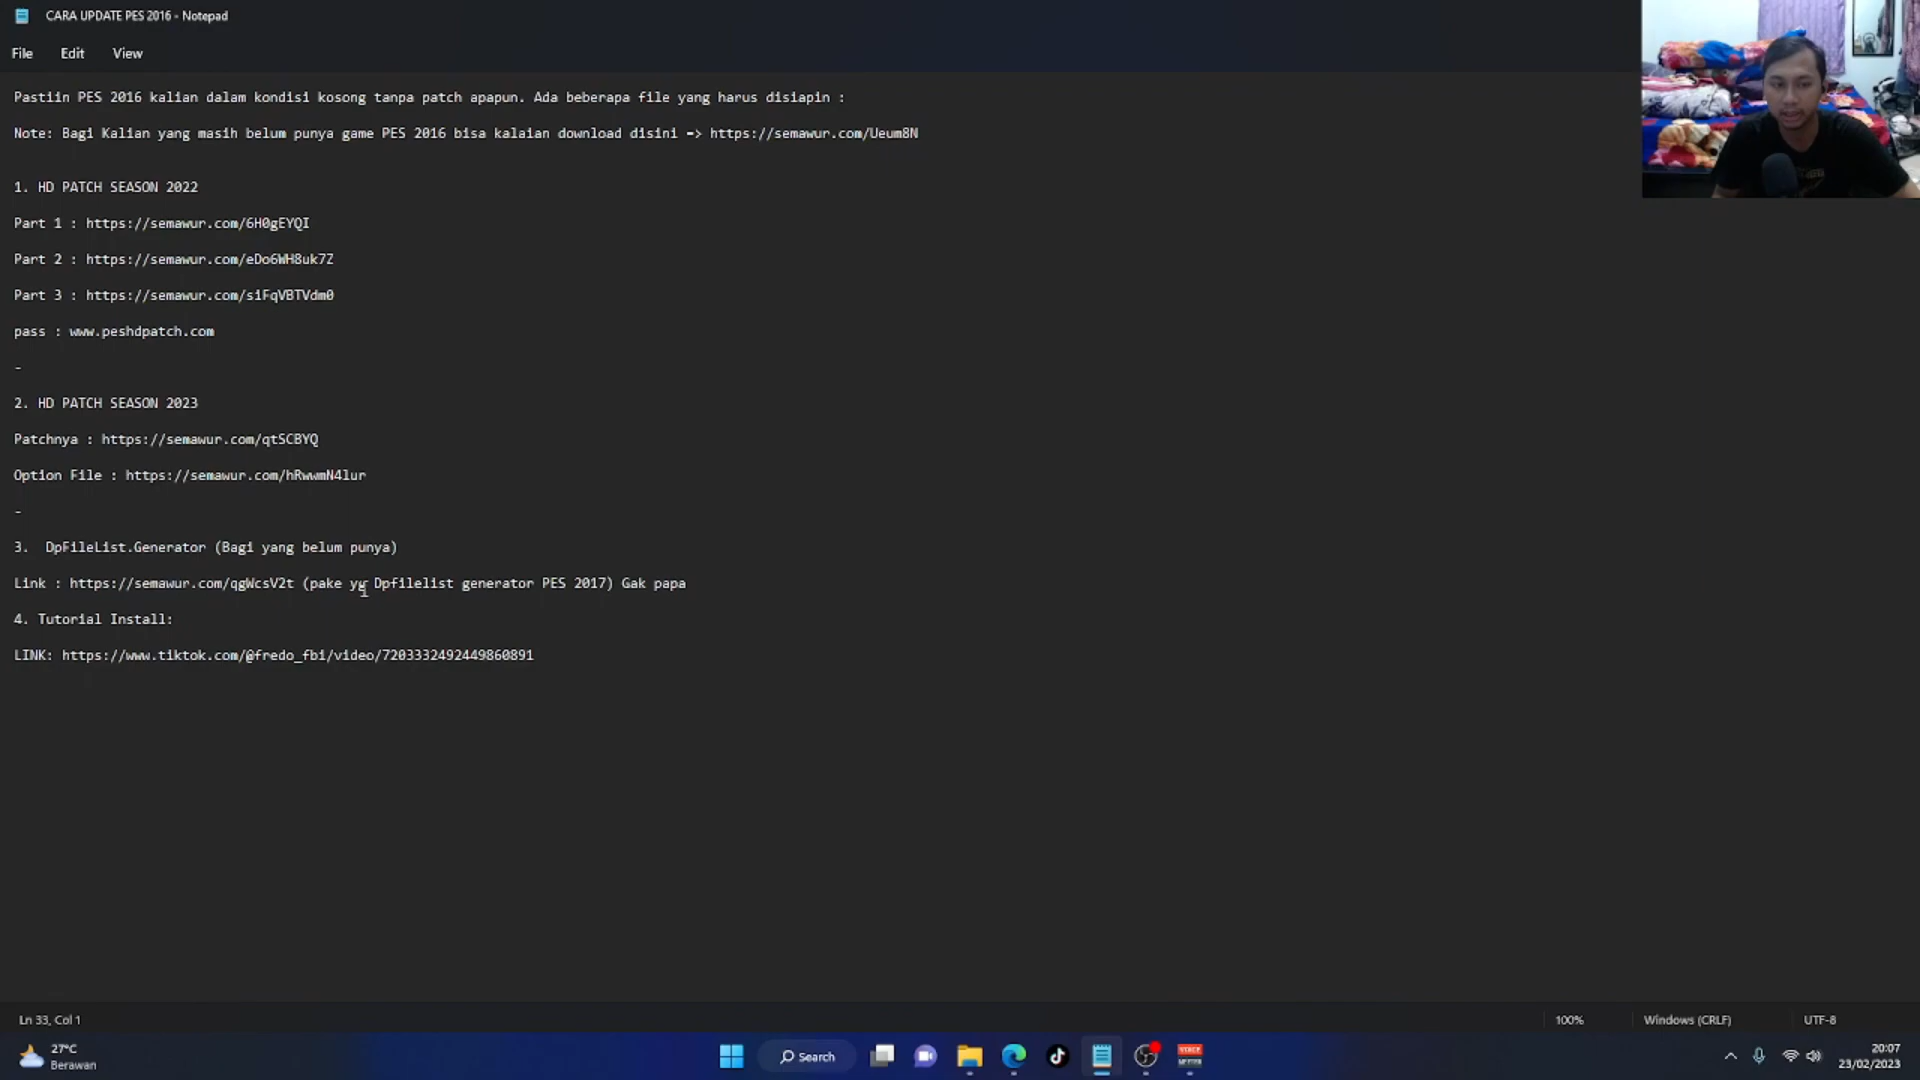 CARA UPDATE PES 2016 - Notepad
File Edit View
Pastiin PES 2016 kalian dalam kondisi kosong tanpa patch apapun. Ada beberapa file yang harus disiapin :
Note: Bagi Kalian yang masih belum punya game PES 2016 bisa kalaian download disini => https://semawur.com/Ueum8N
1. HD PATCH SEASON 2022
Part 1 : https://semawur.com/6H0gEYQI
Part 2 : https://semawur.com/eDo6WH8uk7Z
Part 3 : https://semawur.com/siFqVBTVdm0
pass : www.peshdpatch.com
-
2. HD PATCH SEASON 2023
Patchnya : https://semawur.com/qtSCBYQ
Option File : https://semawur.com/hRwwmN4lur
-
3.  DpFileList.Generator (Bagi yang belum punya)
Link : https://semawur.com/qgWcsV2t (pake yg Dpfilelist generator PES 2017) Gak papa
4. Tutorial Install:
LINK: https://www.tiktok.com/@fredo_fbi/video/7203332492449860891
Ln 33, Col 1
100%
Windows (CRLF)
UTF-8
27°C
Berawan
Search
20:07
23/02/2023